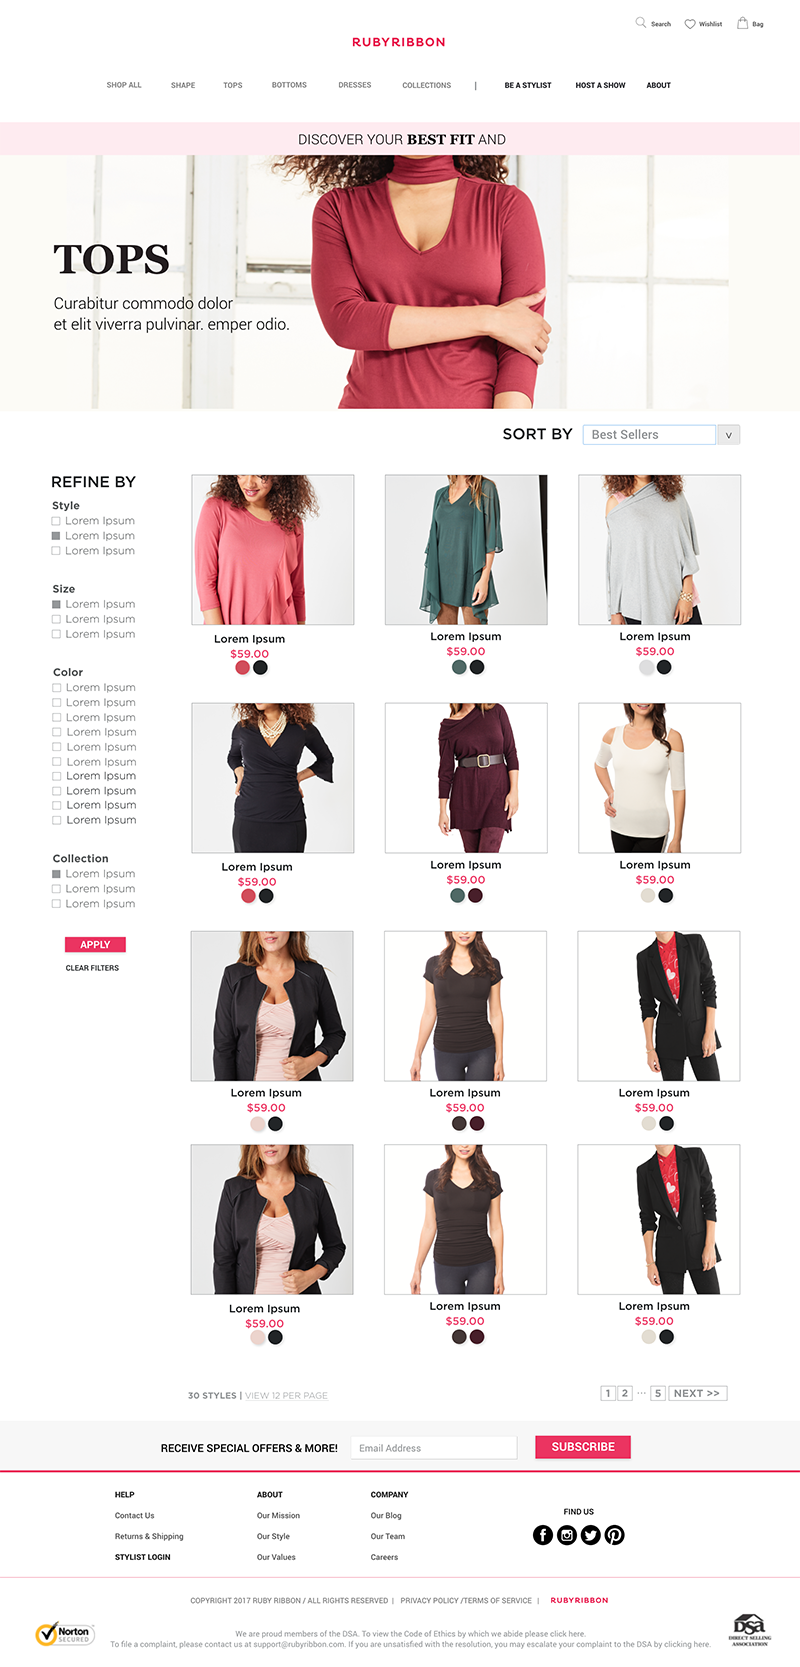 Search Wishlist Bag
RUBYRIBBON
SHOP ALL SHAPE TOPS BOTTOMS DRESSES COLLECTIONS | BE A STYLIST HOST A SHOW ABOUT
DISCOVER YOUR BEST FIT AND
TOPS
Curabitur commodo dolor
et elit viverra pulvinar. emper odio.
SORT BY Best Sellers V
REFINE BY
Style
Lorem Ipsum
Lorem Ipsum
Lorem Ipsum
Size
Lorem Ipsum
Lorem Ipsum
Lorem Ipsum
Color
Lorem Ipsum
Lorem Ipsum
Lorem Ipsum
Lorem Ipsum
Lorem Ipsum
Lorem Ipsum
Lorem Ipsum
Lorem Ipsum
Lorem Ipsum
Lorem Ipsum
Collection
Lorem Ipsum
Lorem Ipsum
Lorem Ipsum
APPLY
CLEAR FILTERS
Lorem Ipsum Lorem Ipsum Lorem Ipsum
$59.00 $59.00 $59.00
Lorem Ipsum Lorem Ipsum Lorem Ipsum
$59.00 $59.00 $59.00
Lorem Ipsum Lorem Ipsum Lorem Ipsum
$59.00 $59.00 $59.00
Lorem Ipsum Lorem Ipsum Lorem Ipsum
$59.00 $59.00 $59.00
30 STYLES | VIEW 12 PER PAGE 1 2 ... 5 NEXT >>
RECEIVE SPECIAL OFFERS & MORE! Email Address SUBSCRIBE
HELP ABOUT COMPANY
Contact Us Our Mission Our Blog FIND US
Returns & Shipping Our Style Our Team
STYLIST LOGIN Our Values Careers
COPYRIGHT 2017 RUBY RIBBON / ALL RIGHTS RESERVED | PRIVACY POLICY /TERMS OF SERVICE | RUBYRIBBON
Norton
SECURED
We are proud members of the DSA. To view the Code of Ethics by which we abide please click here.
To file a complaint, please contact us at support@rubyribbon.com. If you are unsatisfied with the resolution, you may escalate your complaint to the DSA by clicking here.
DSA
DIRECT SELLING
ASSOCIATION